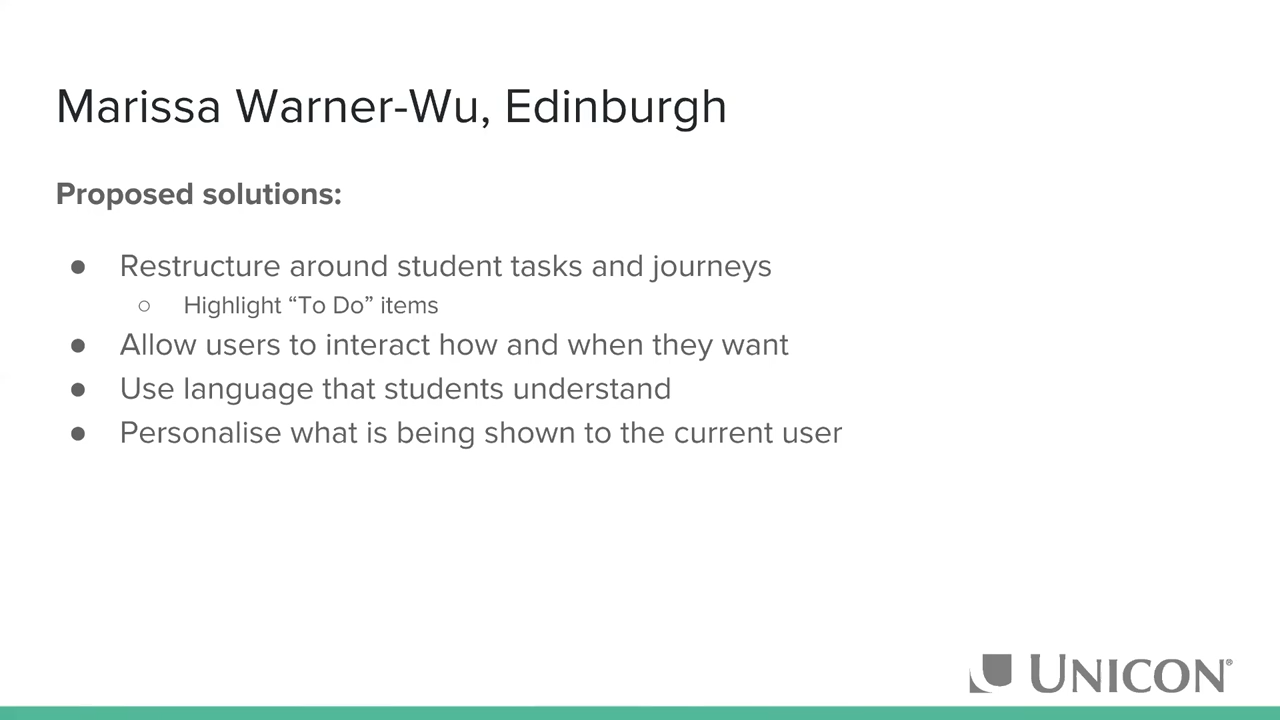 Marissa Warner-Wu, Edinburgh
Proposed solutions:
● Restructure around student tasks and journeys
○ Highlight “To Do” items
● Allow users to interact how and when they want
● Use language that students understand
● Personalise what is being shown to the current user
UNICON®